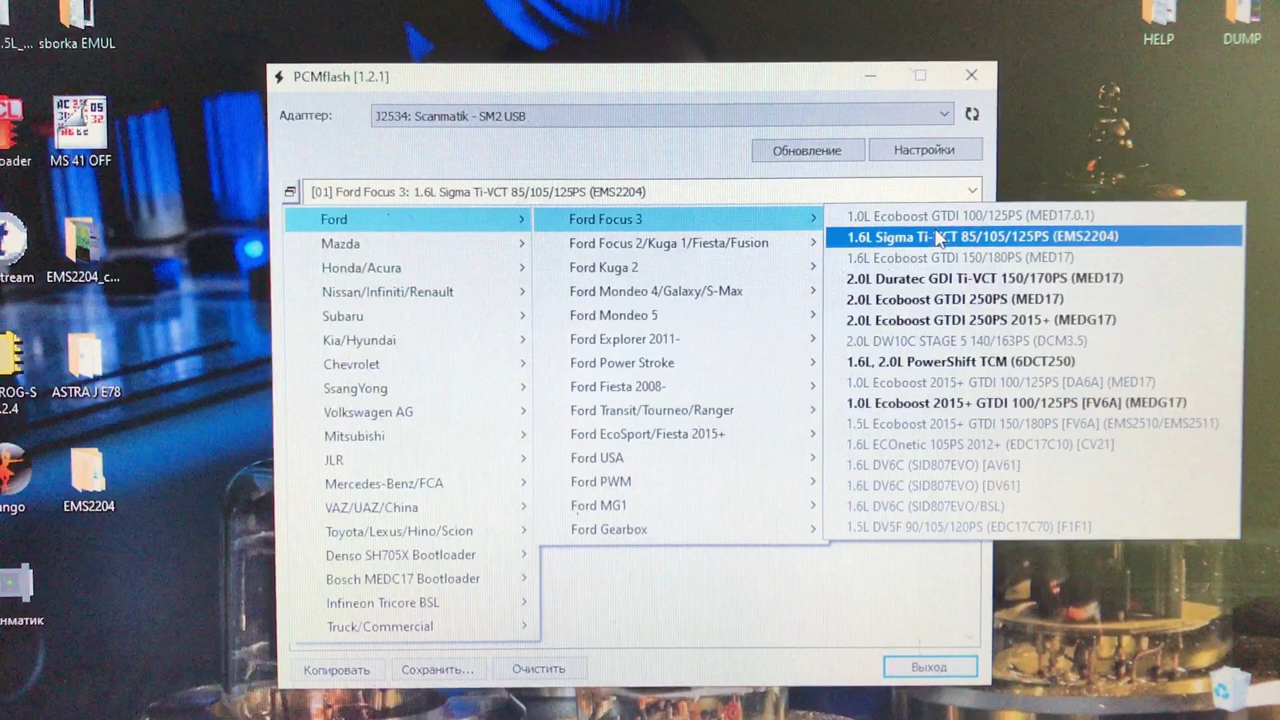 .5L_...
sborka EMUL
HELP
DUMP
PCMflash [1.2.1]
Адаптер:
J2534: Scanmatik - SM2 USB
Обновление
Настройки
[01] Ford Focus 3: 1.6L Sigma Ti-VCT 85/105/125PS (EMS2204)
oader
MS 41 OFF
tream
EMS2204_c...
ROG-S
.2.4
ASTRA J E78
ngo
EMS2204
нматик
Ford
Mazda
Honda/Acura
Nissan/Infiniti/Renault
Subaru
Kia/Hyundai
Chevrolet
SsangYong
Volkswagen AG
Mitsubishi
JLR
Mercedes-Benz/FCA
VAZ/UAZ/China
Toyota/Lexus/Hino/Scion
Denso SH705X Bootloader
Bosch MEDC17 Bootloader
Infineon Tricore BSL
Truck/Commercial
Ford Focus 3
Ford Focus 2/Kuga 1/Fiesta/Fusion
Ford Kuga 2
Ford Mondeo 4/Galaxy/S-Max
Ford Mondeo 5
Ford Explorer 2011-
Ford Power Stroke
Ford Fiesta 2008-
Ford Transit/Tourneo/Ranger
Ford EcoSport/Fiesta 2015+
Ford USA
Ford PWM
Ford MG1
Ford Gearbox
1.0L Ecoboost GTDI 100/125PS (MED17.0.1)
1.6L Sigma Ti-VCT 85/105/125PS (EMS2204)
1.6L Ecoboost GTDI 150/180PS (MED17)
2.0L Duratec GDI Ti-VCT 150/170PS (MED17)
2.0L Ecoboost GTDI 250PS (MED17)
2.0L Ecoboost GTDI 250PS 2015+ (MEDG17)
2.0L DW10C STAGE 5 140/163PS (DCM3.5)
1.6L, 2.0L PowerShift TCM (6DCT250)
1.0L Ecoboost 2015+ GTDI 100/125PS [DA6A] (MED17)
1.0L Ecoboost 2015+ GTDI 100/125PS [FV6A] (MEDG17)
1.5L Ecoboost 2015+ GTDI 150/180PS [FV6A] (EMS2510/EMS2511)
1.6L ECOnetic 105PS 2012+ (EDC17C10) [CV21]
1.6L DV6C (SID807EVO) [AV61]
1.6L DV6C (SID807EVO) [DV61]
1.6L DV6C (SID807EVO/BSL)
1.5L DV5F 90/105/120PS (EDC17C70) [F1F1]
Копировать
Сохранить...
Очистить
Выход